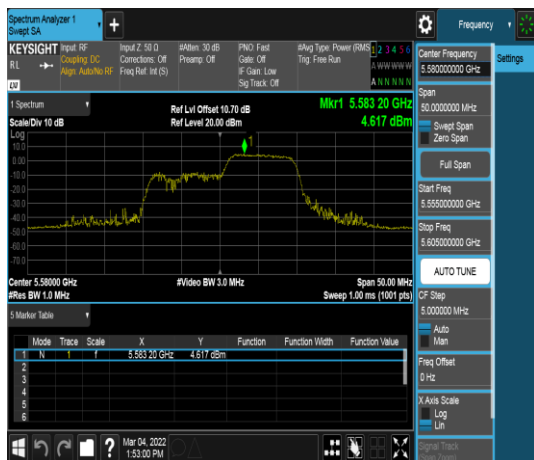 Spectrum Analyzer 1
Swept SA
Frequency
KEYSIGHT
Input: RF
Input Z: 50 Ω
#Atten: 30 dB
PNO: Fast
#Avg Type: Power (RMS)
1 2 3 4 5 6
RL
Coupling: DC
Corrections: Off
Preamp: Off
Gate: Off
Trig: Free Run
Align: Auto/No RF
Freq Ref: Int (S)
IF Gain: Low
A W W W W W
Sig Track: Off
A N N N N N
LXI
1 Spectrum
Scale/Div 10 dB
Ref Lvl Offset 10.70 dB
Ref Level 20.00 dBm
Mkr1 5.583 20 GHz
4.617 dBm
Log
10.0
0.00
-10.0
-20.0
-30.0
-40.0
-50.0
-60.0
-70.0
1
Center 5.58000 GHz
#Video BW 3.0 MHz
Span 50.00 MHz
#Res BW 1.0 MHz
Sweep 1.00 ms (1001 pts)
5 Marker Table
Mode Trace Scale X Y Function Function Width Function Value
1 N 1 f 5.583 20 GHz 4.617 dBm
2
3
4
5
6
Mar 04, 2022
1:53:00 PM
Center Frequency
5.580000000 GHz
Settings
Span
50.0000000 MHz
Swept Span
Zero Span
Full Span
Start Freq
5.555000000 GHz
Stop Freq
5.605000000 GHz
AUTO TUNE
CF Step
5.000000 MHz
Auto
Man
Freq Offset
0 Hz
X Axis Scale
Log
Lin
Signal Track
(Span Zoom)